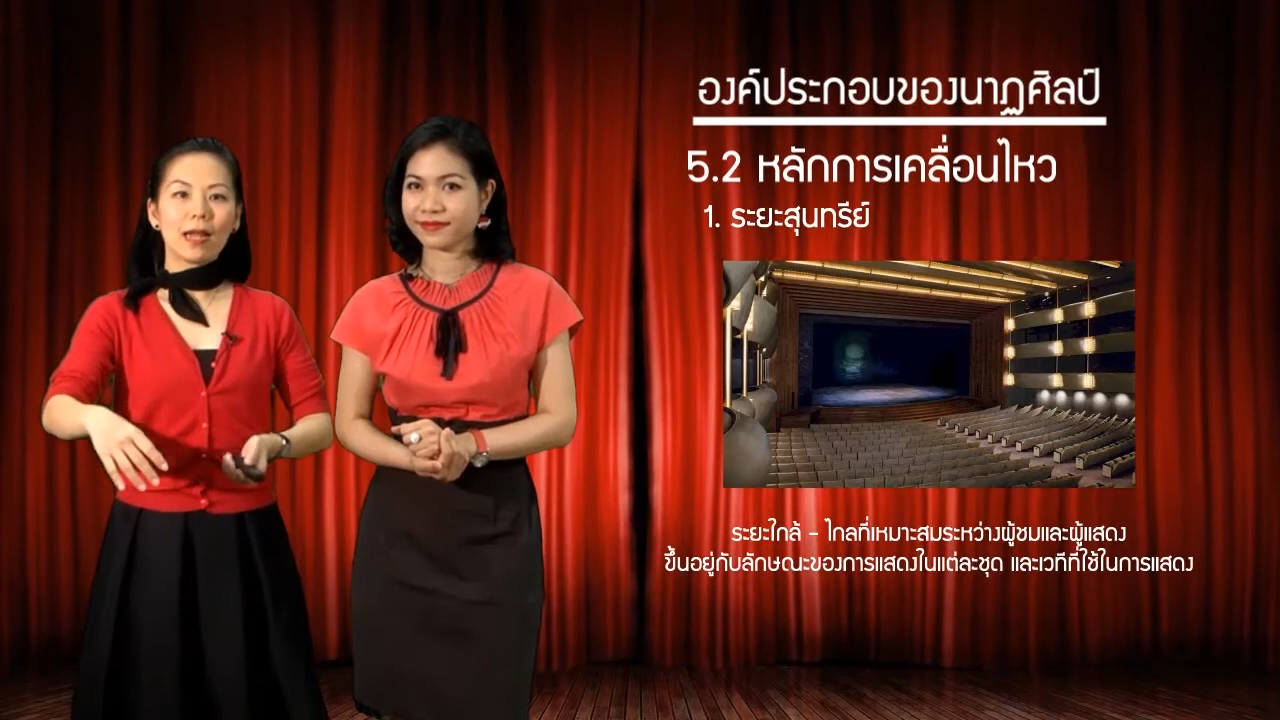 องค์ประกอบของนาฏศิลป์
5.2 หลักการเคลื่อนไหว
1. ระยะสุนทรีย์
ระยะใกล้ - ไกลที่เหมาะสมระหว่างผู้ชมและผู้แสดง
ขึ้นอยู่กับลักษณะของการแสดงในแต่ละชุด และเวทีที่ใช้ในการแสดง